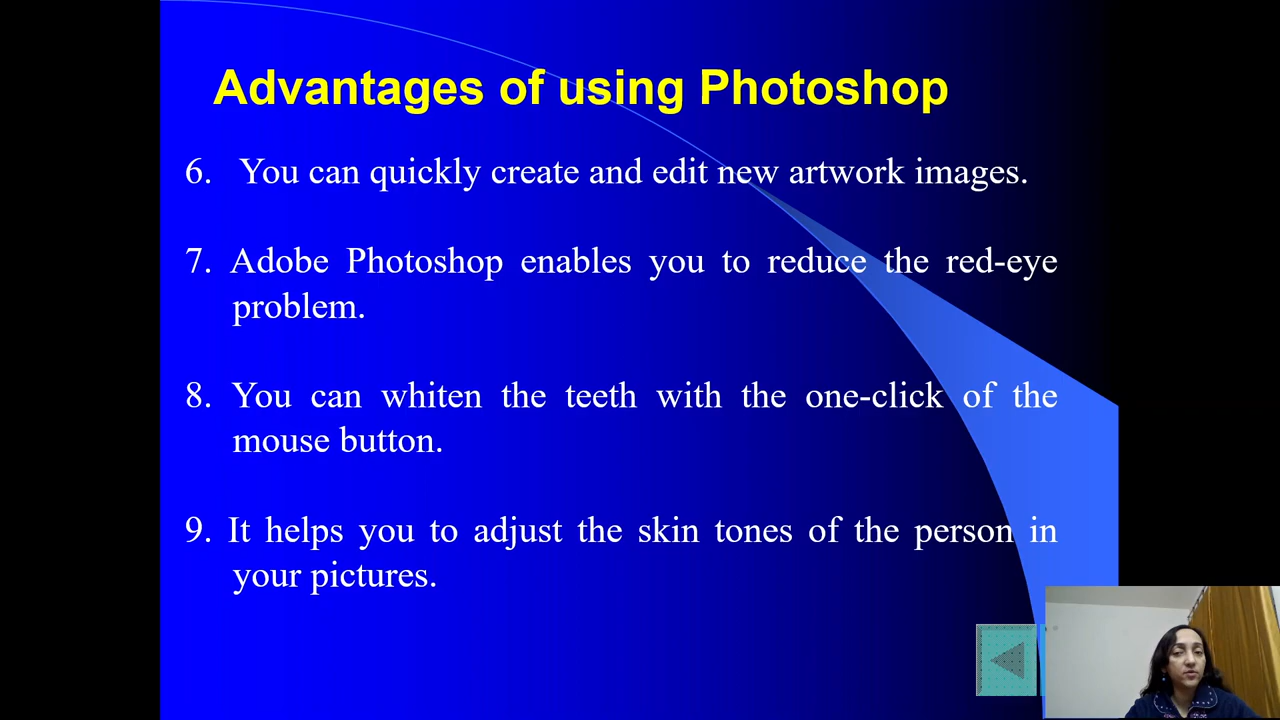 Advantages of using Photoshop
6. You can quickly create and edit new artwork images.
7. Adobe Photoshop enables you to reduce the red-eye
problem.
8. You can whiten the teeth with the one-click of the
mouse button.
9. It helps you to adjust the skin tones of the person in
your pictures.